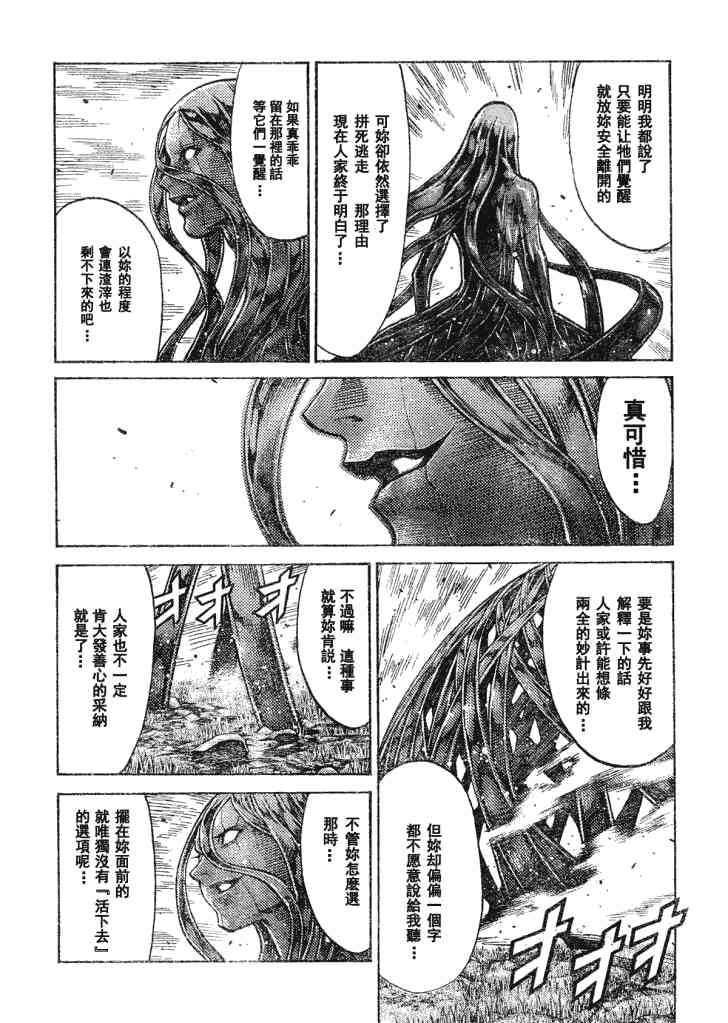 明明我都說了
只要能让牠們覺醒
就放妳安全離開的
可妳卻依然選擇了
拼死逃走　那理由
現在人家終于明白了…
如果真乖乖
留在那裡的話
等它們一覺醒…
以妳的程度
會連渣滓也
剩不下來的吧…
真可惜…
要是妳事先好好跟我
解釋一下的話
人家或許能想條
兩全的妙計出來的…
但妳却偏偏一個字
都不愿意說給我聽…
オオオ
不過嘛　這種事
就算妳肯說…
人家也不一定
肯大發善心的采納
就是了…
オオオ
不管妳怎麼選
那時…
擺在妳面前的
就唯獨沒有『活下去』
的選項呢…